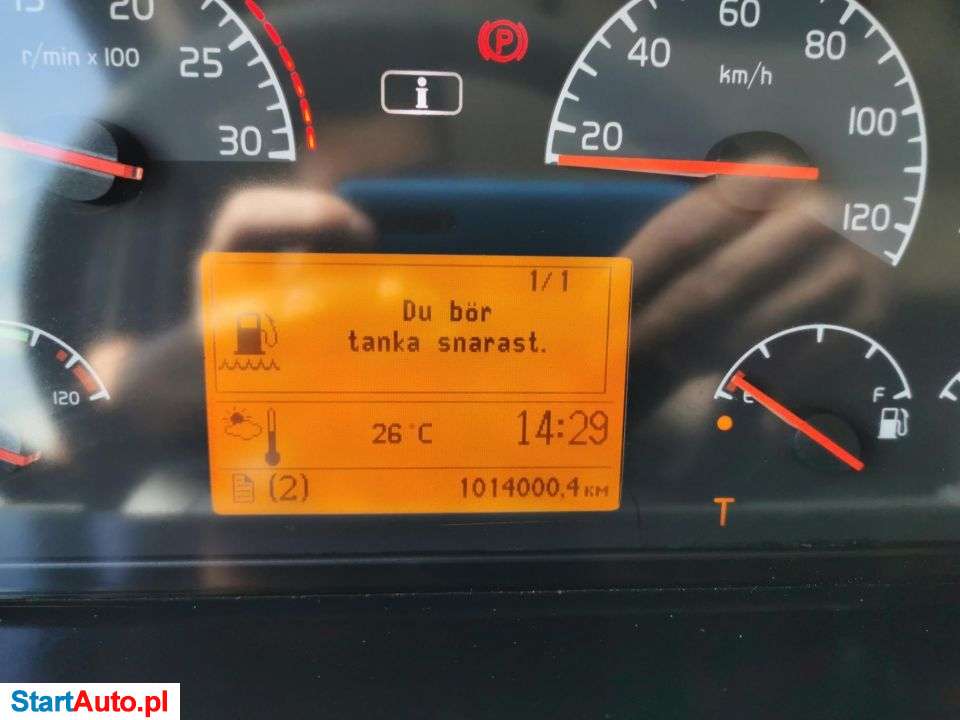 15 20 25 30
r/min x 100
P
i
20 40 60 80 100 120
km/h
1/1
Du bör
tanka snarast.
26°C 14:29
(2) 1014000,4 KM
120
E F
T
StartAuto.pl